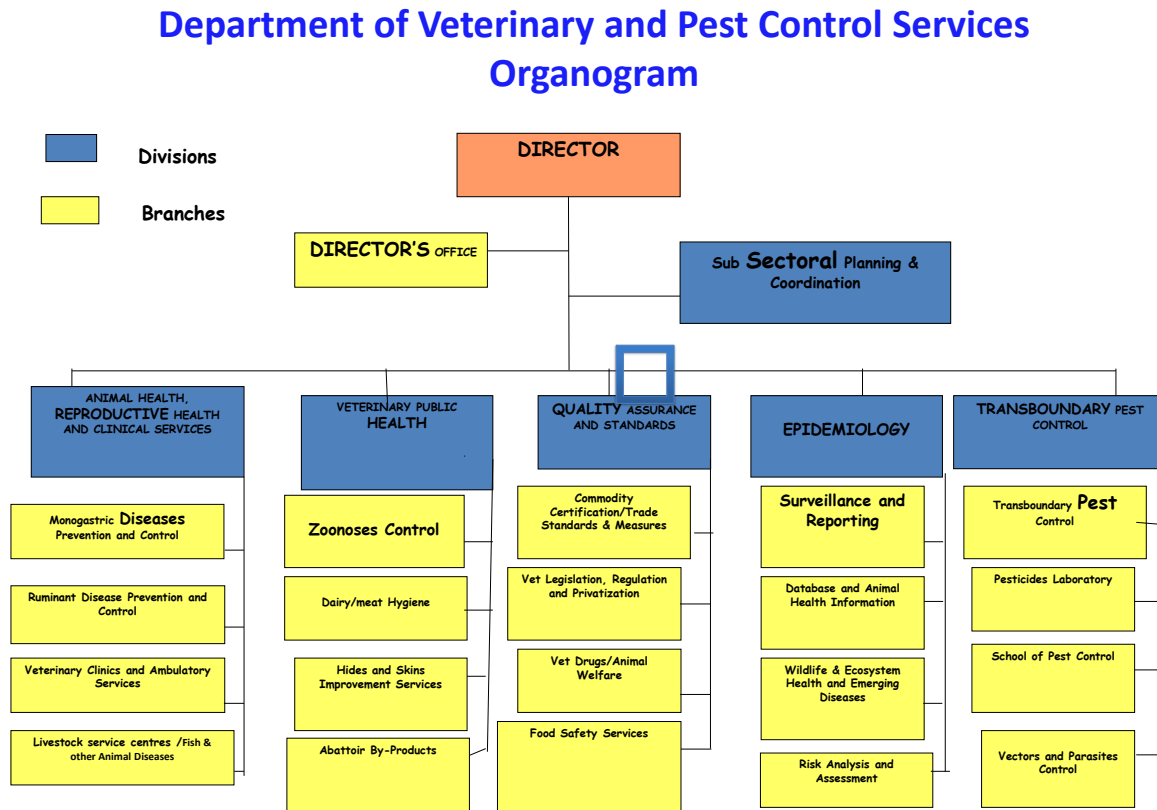 Department of Veterinary and Pest Control Services
Organogram
Divisions
Branches
DIRECTOR
DIRECTOR'S OFFICE
Sub Sectoral Planning &
Coordination
ANIMAL HEALTH,
REPRODUCTIVE HEALTH
AND CLINICAL SERVICES
Monogastric Diseases
Prevention and Control
Ruminant Disease Prevention and
Control
Veterinary Clinics and Ambulatory
Services
Livestock service centres /Fish &
other Animal Diseases
VETERINARY PUBLIC
HEALTH
Zoonoses Control
Dairy/meat Hygiene
Hides and Skins
Improvement Services
Abattoir By-Products
QUALITY ASSURANCE
AND STANDARDS
Commodity
Certification/Trade
Standards & Measures
Vet Legislation, Regulation
and Privatization
Vet Drugs/Animal
Welfare
Food Safety Services
EPIDEMIOLOGY
Surveillance and
Reporting
Database and Animal
Health Information
Wildlife & Ecosystem
Health and Emerging
Diseases
Risk Analysis and
Assessment
TRANSBOUNDARY PEST
CONTROL
Transboundary Pest
Control
Pesticides Laboratory
School of Pest Control
Vectors and Parasites
Control